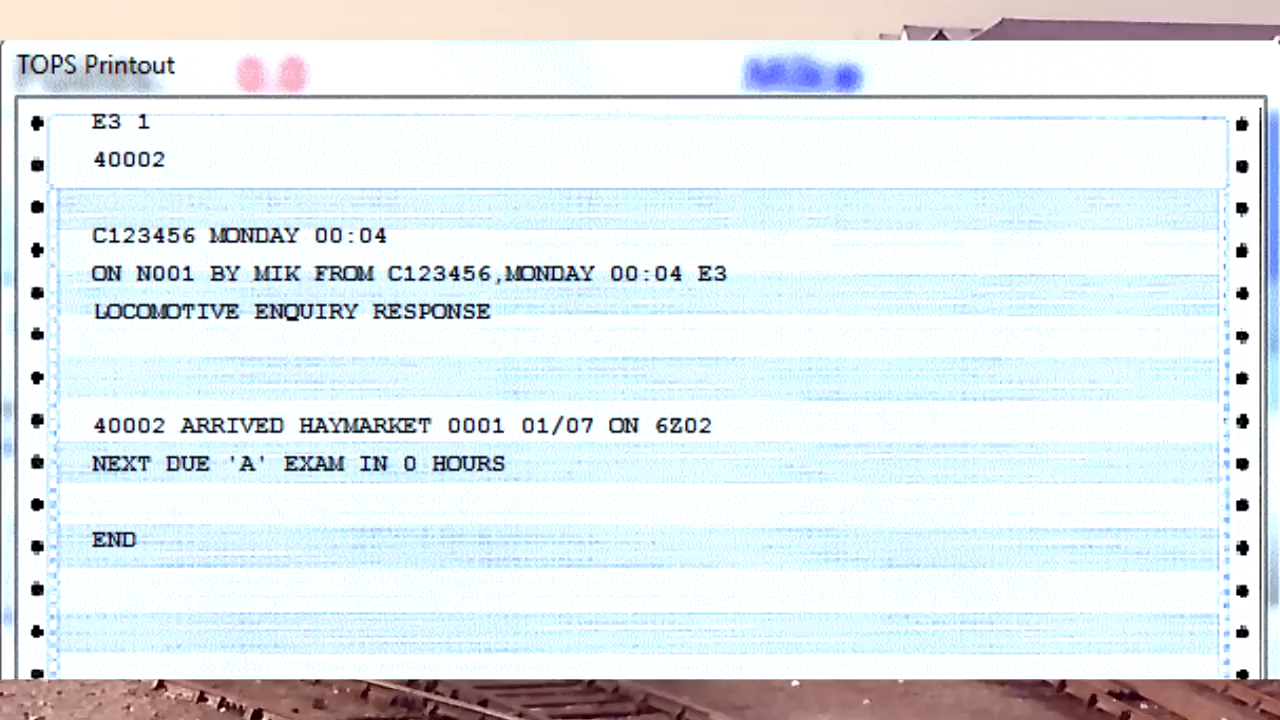 TOPS Printout
E3 1
40002
C123456 MONDAY 00:04
ON N001 BY MIK FROM C123456,MONDAY 00:04 E3
LOCOMOTIVE ENQUIRY RESPONSE
40002 ARRIVED HAYMARKET 0001 01/07 ON 6Z02
NEXT DUE 'A' EXAM IN 0 HOURS
END